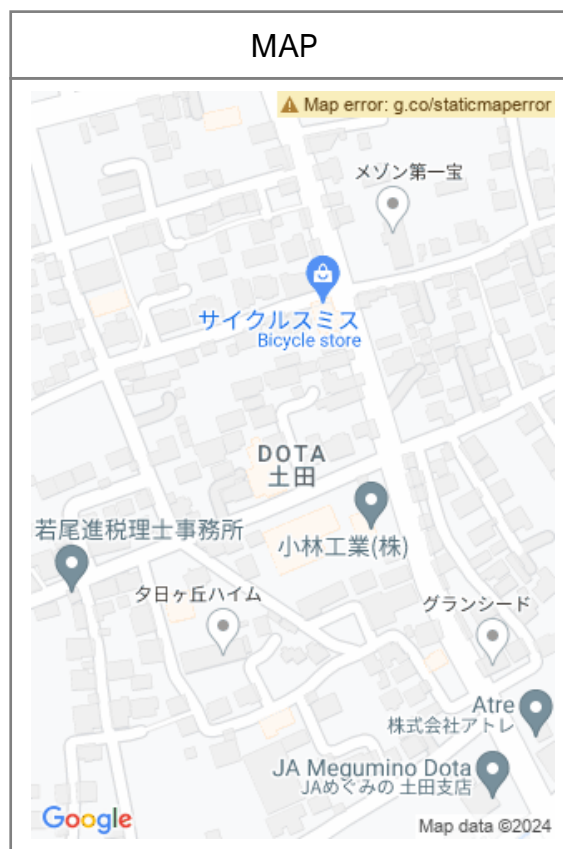 MAP
Map error: g.co/staticmaperror
メゾン第一宝
サイクルスミス
Bicycle store
DOTA
土田
小林工業(株)
若尾進税理士事務所
夕日ヶ丘ハイム
グランシード
Atre
株式会社アトレ
JA Megumino Dota
JAめぐみの 土田支店
Google
Map data ©2024